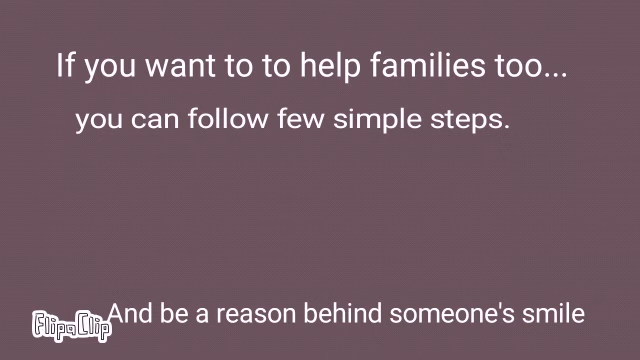 If you want to to help families too...
you can follow few simple steps.
And be a reason behind someone's smile
FlipaClip